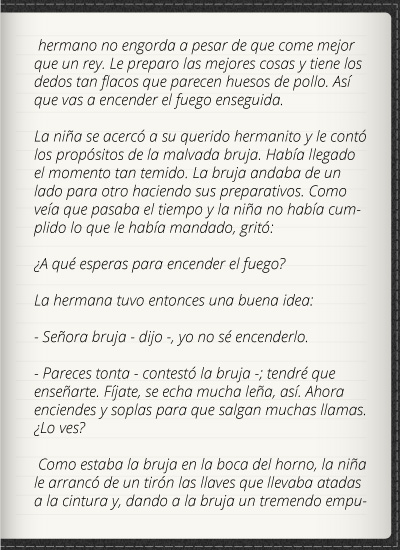 hermano no engorda a pesar de que come mejor
que un rey. Le preparo las mejores cosas y tiene los
dedos tan flacos que parecen huesos de pollo. Así
que vas a encender el fuego enseguida.
La niña se acercó a su querido hermanito y le contó
los propósitos de la malvada bruja. Había llegado
el momento tan temido. La bruja andaba de un
lado para otro haciendo sus preparativos. Como
veía que pasaba el tiempo y la niña no había cum-
plido lo que le había mandado, gritó:
¿A qué esperas para encender el fuego?
La hermana tuvo entonces una buena idea:
- Señora bruja - dijo -, yo no sé encenderlo.
- Pareces tonta - contestó la bruja -; tendré que
enseñarte. Fíjate, se echa mucha leña, así. Ahora
enciendes y soplas para que salgan muchas llamas.
¿Lo ves?
Como estaba la bruja en la boca del horno, la niña
le arrancó de un tirón las llaves que llevaba atadas
a la cintura y, dando a la bruja un tremendo empu-